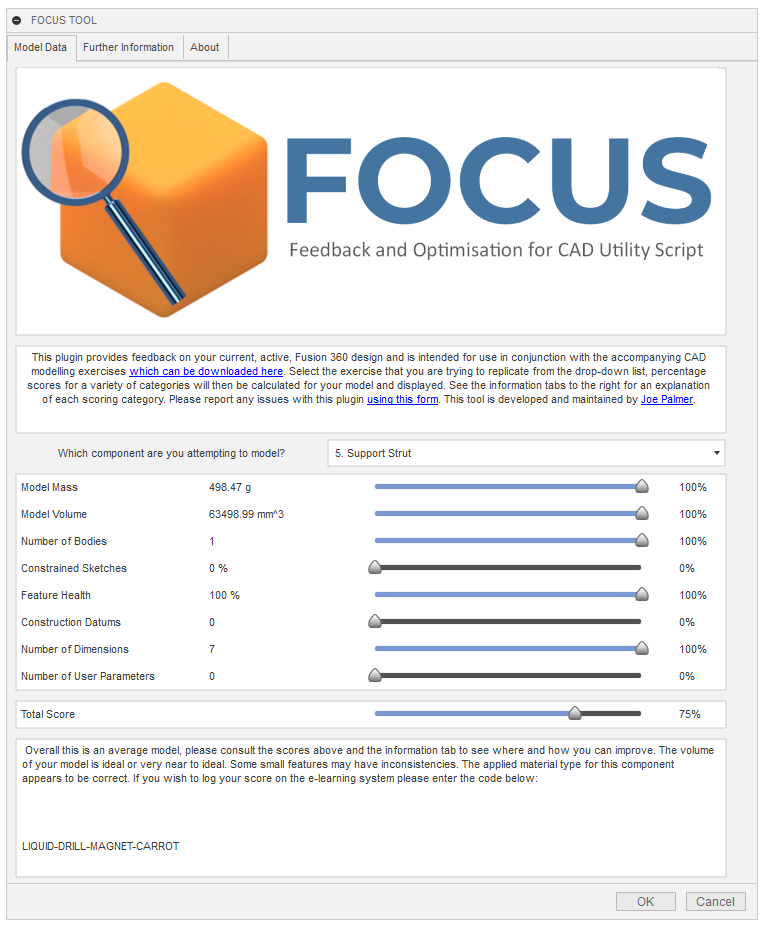 FOCUS TOOL
Model Data Further Information About
FOCUS
Feedback and Optimisation for CAD Utility Script
This plugin provides feedback on your current, active, Fusion 360 design and is intended for use in conjunction with the accompanying CAD
modelling exercises which can be downloaded here. Select the exercise that you are trying to replicate from the drop-down list, percentage
scores for a variety of categories will then be calculated for your model and displayed. See the information tabs to the right for an explanation
of each scoring category. Please report any issues with this plugin using this form. This tool is developed and maintained by Joe Palmer.
Which component are you attempting to model? 5. Support Strut
Model Mass 498.47 g 100%
Model Volume 63498.99 mm^3 100%
Number of Bodies 1 100%
Constrained Sketches 0 % 0%
Feature Health 100 % 100%
Construction Datums 0 0%
Number of Dimensions 7 100%
Number of User Parameters 0 0%
Total Score 75%
Overall this is an average model, please consult the scores above and the information tab to see where and how you can improve. The volume
of your model is ideal or very near to ideal. Some small features may have inconsistencies. The applied material type for this component
appears to be correct. If you wish to log your score on the e-learning system please enter the code below:
LIQUID-DRILL-MAGNET-CARROT
OK Cancel